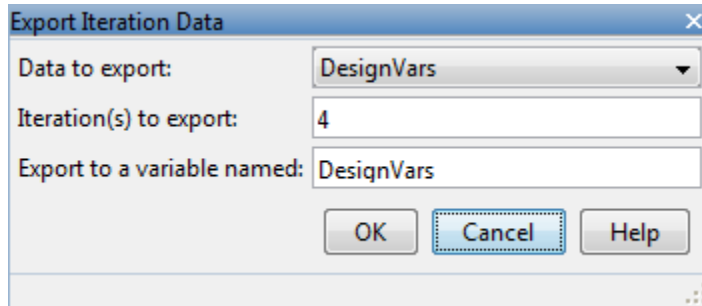 Export Iteration Data
Data to export: DesignVars
Iteration(s) to export: 4
Export to a variable named: DesignVars
OK Cancel Help